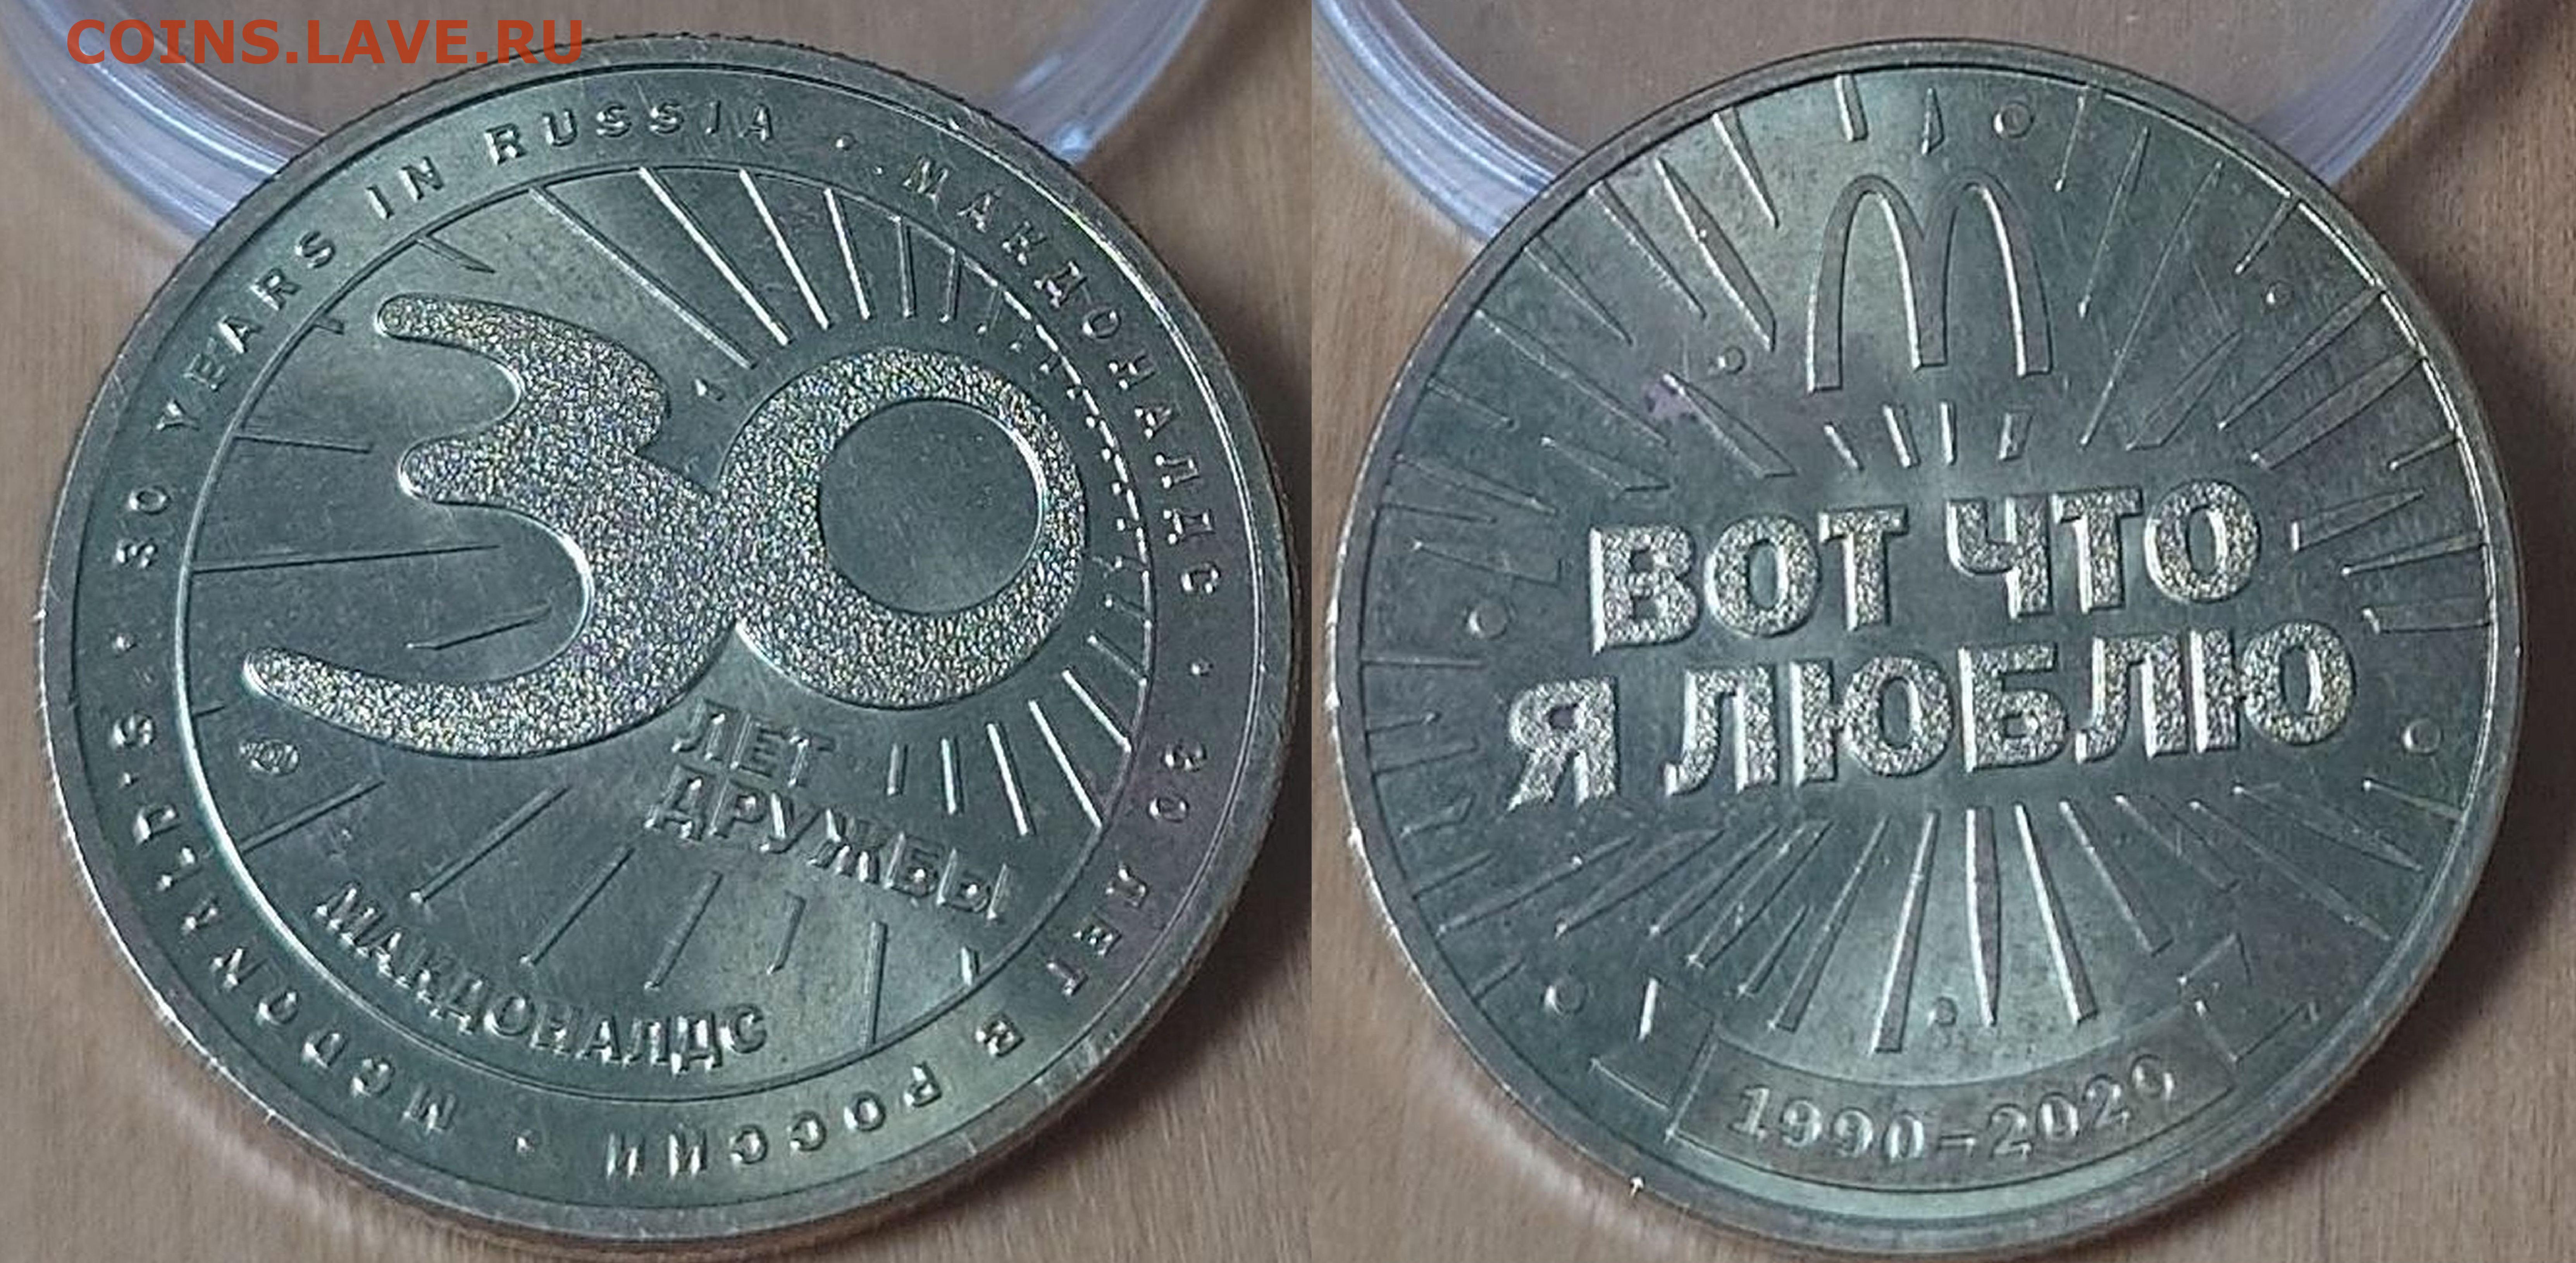 COINS.LAVE.RU
MCDONALD'S · 30 YEARS IN RUSSIA · МАКДОНАЛДС · 30 ЛЕТ В РОССИИ ·
30
ЛЕТ
ДРУЖБЫ
МАКДОНАЛДС
ВОТ ЧТО
Я ЛЮБЛЮ
1990-2020